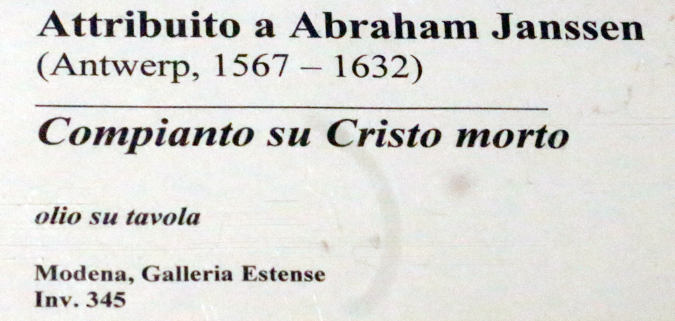 Attribuito a Abraham Janssen
(Antwerp, 1567 – 1632)
Compianto su Cristo morto
olio su tavola
Modena, Galleria Estense
Inv. 345